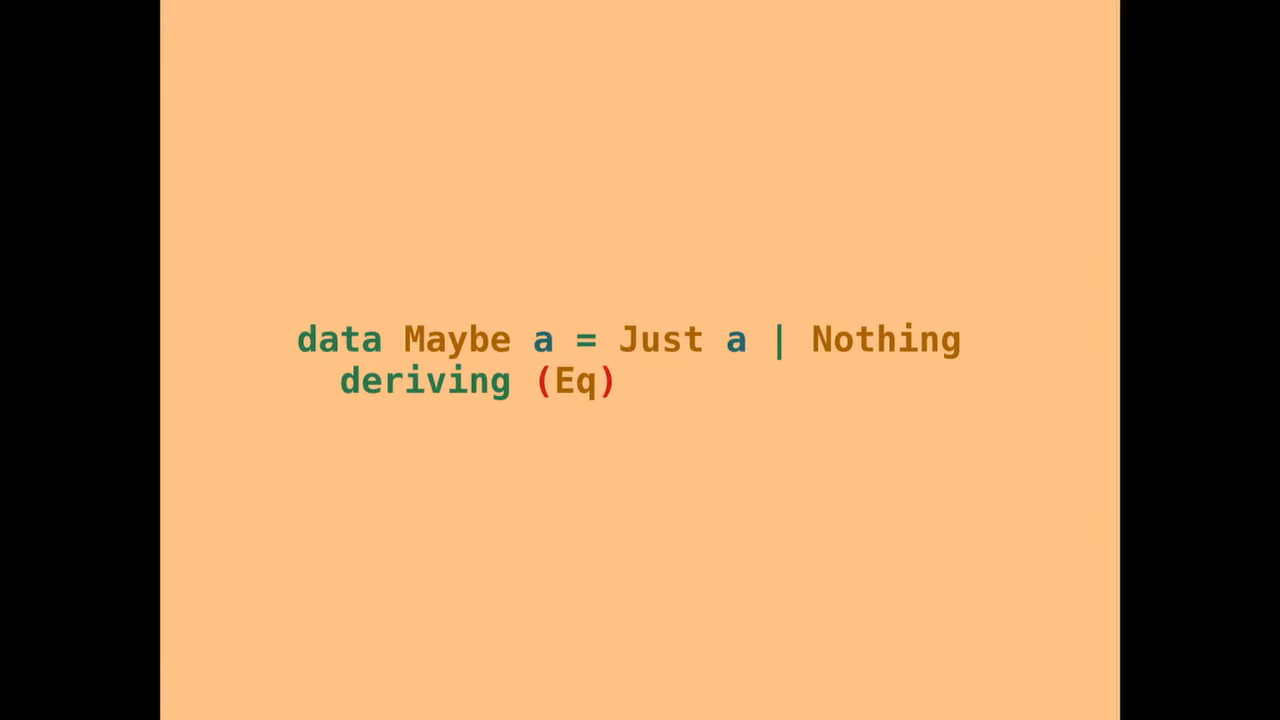 data Maybe a = Just a | Nothing
  deriving (Eq)